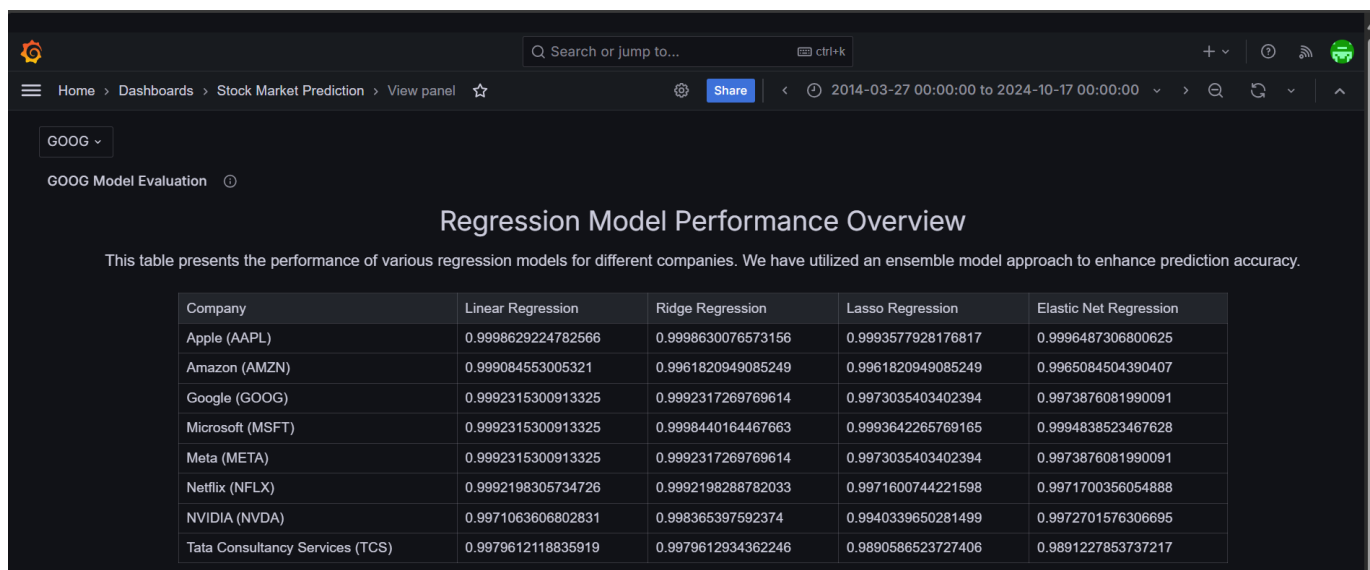 Search or jump to... ctrl+k
Home > Dashboards > Stock Market Prediction > View panel Share 2014-03-27 00:00:00 to 2024-10-17 00:00:00
GOOG
GOOG Model Evaluation
Regression Model Performance Overview
This table presents the performance of various regression models for different companies. We have utilized an ensemble model approach to enhance prediction accuracy.
Company Linear Regression Ridge Regression Lasso Regression Elastic Net Regression
Apple (AAPL) 0.9998629224782566 0.9998630076573156 0.9993577928176817 0.9996487306800625
Amazon (AMZN) 0.999084553005321 0.9961820949085249 0.9961820949085249 0.9965084504390407
Google (GOOG) 0.9992315300913325 0.9992317269769614 0.9973035403402394 0.9973876081990091
Microsoft (MSFT) 0.9992315300913325 0.9998440164467663 0.9993642265769165 0.9994838523467628
Meta (META) 0.9992315300913325 0.9992317269769614 0.9973035403402394 0.9973876081990091
Netflix (NFLX) 0.9992198305734726 0.9992198288782033 0.9971600744221598 0.9971700356054888
NVIDIA (NVDA) 0.9971063606802831 0.998365397592374 0.9940339650281499 0.9972701576306695
Tata Consultancy Services (TCS) 0.9979612118835919 0.9979612934362246 0.9890586523727406 0.9891227853737217